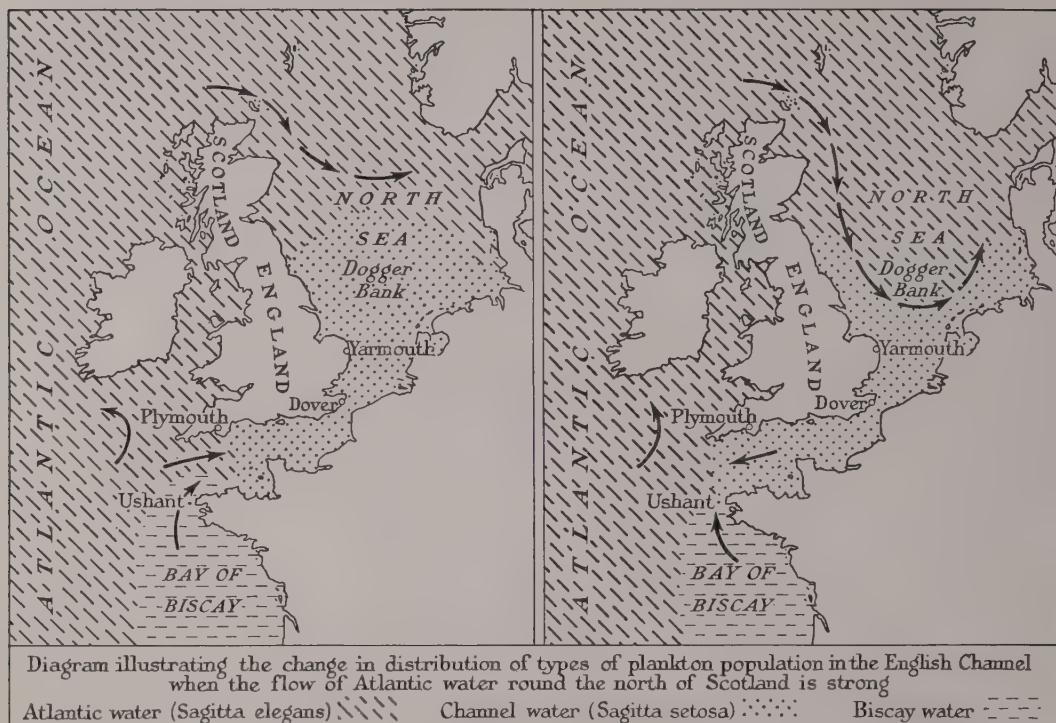 ATLANTIC OCEAN
SCOTLAND
ENGLAND
NORTH
SEA
Dogger
Bank
Yarmouth
Dover
Plymouth
Ushant
BAY OF
BISCAY
ATLANTIC OCEAN
SCOTLAND
ENGLAND
NORTH
SEA
Dogger
Bank
Yarmouth
Dover
Plymouth
Ushant
BAY OF
BISCAY
Diagram illustrating the change in distribution of types of plankton population in the English Channel
when the flow of Atlantic water round the north of Scotland is strong
Atlantic water (Sagitta elegans) Channel water (Sagitta setosa) Biscay water